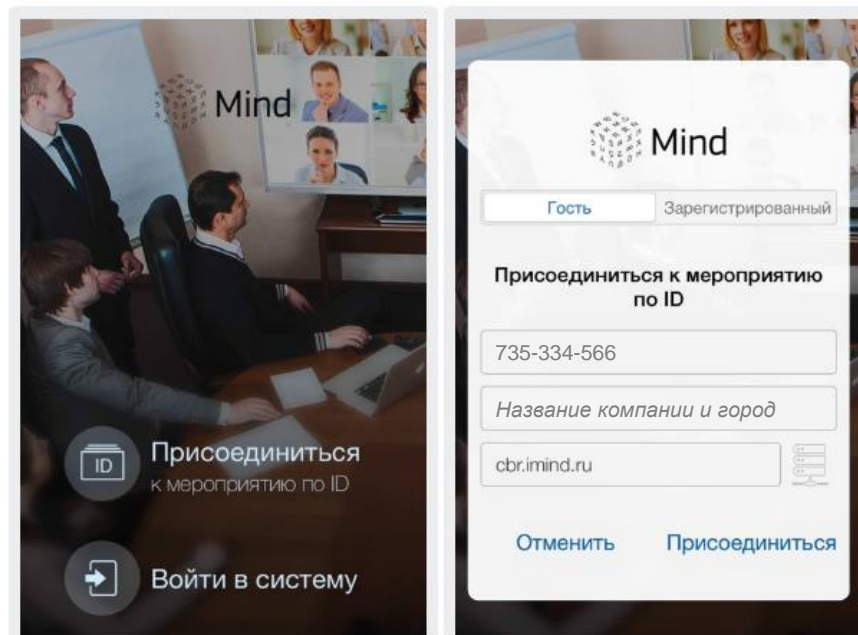 Mind
ID
Присоединиться
к мероприятию по ID
Войти в систему
Mind
Гость
Зарегистрированный
Присоединиться к мероприятию
по ID
735-334-566
Название компании и город
cbr.imind.ru
Отменить
Присоединиться